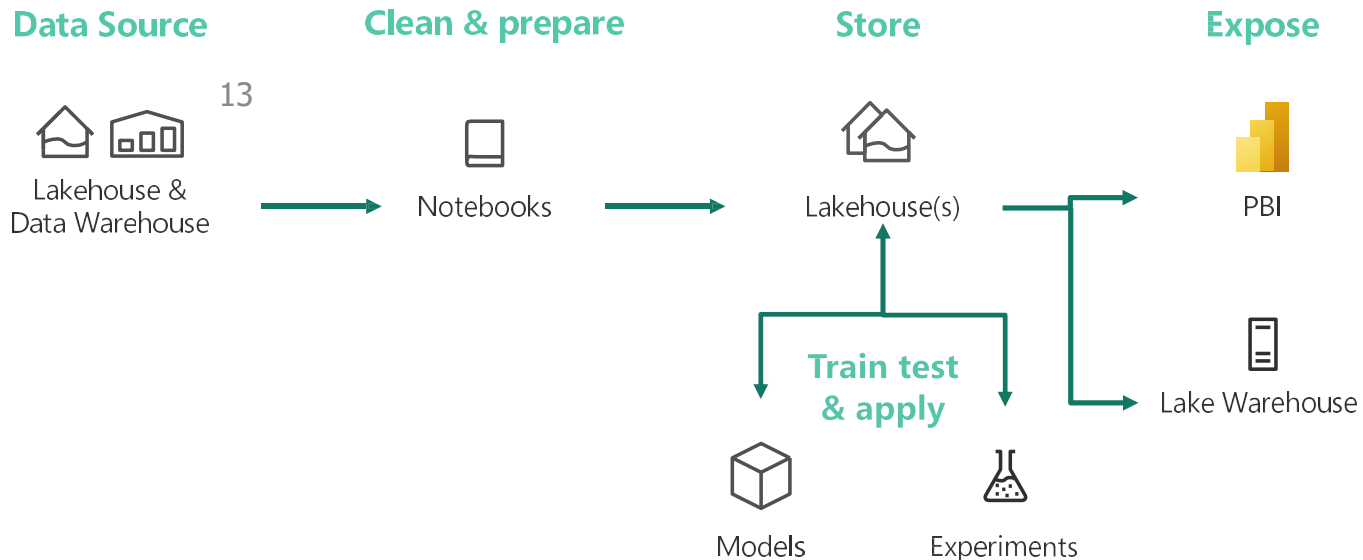 Data Source
Clean & prepare
Store
Expose
13
Lakehouse &
Data Warehouse
Notebooks
Lakehouse(s)
PBI
Train test
& apply
Lake Warehouse
Models
Experiments